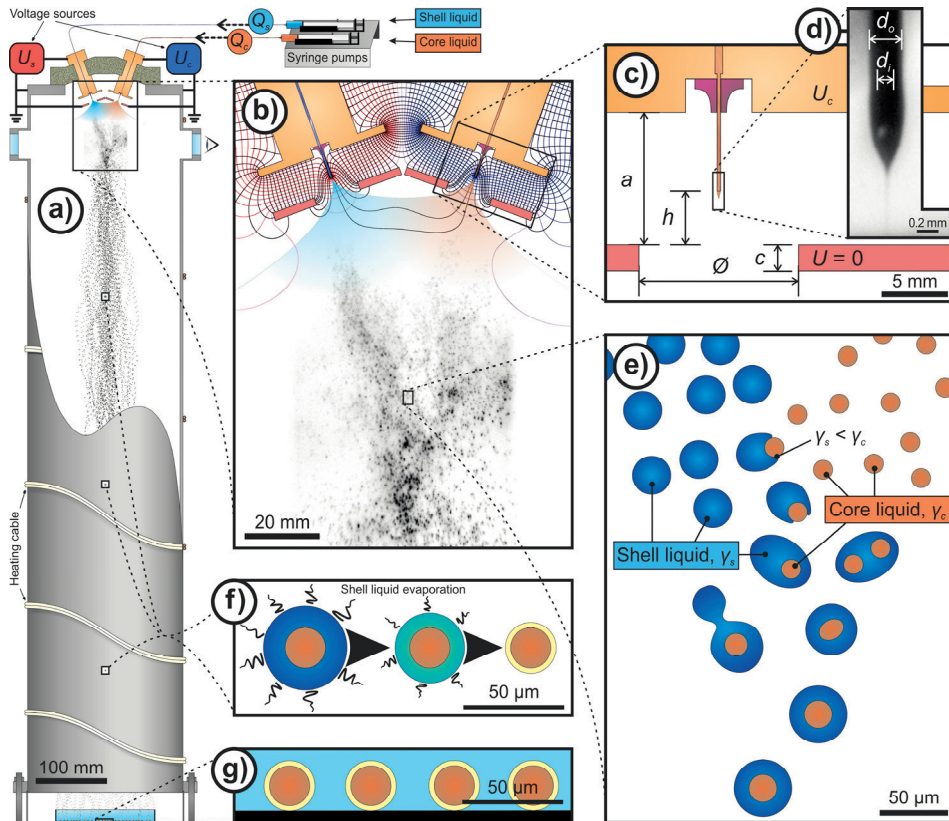 Voltage sources
Qs
Shell liquid
Qc
Core liquid
Syringe pumps
Us
Uc
a)
Heating cable
100 mm
b)
20 mm
c)
Uc
a
h
c
U = 0
Ø
5 mm
d)
do
di
0.2 mm
e)
γs < γc
Core liquid, γc
Shell liquid, γs
50 µm
f)
Shell liquid evaporation
50 µm
g)
50 µm